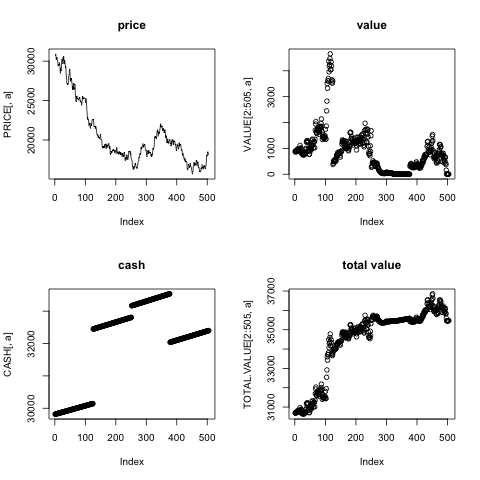 price
PRICE[, a]
30000
25000
20000
0 100 200 300 400 500
Index
value
VALUE[2:505, a]
3000
1000
0
0 100 200 300 400 500
Index
cash
CASH[, a]
32000
30000
0 100 200 300 400 500
Index
total value
TOTAL.VALUE[2:505, a]
37000
35000
33000
31000
0 100 200 300 400 500
Index